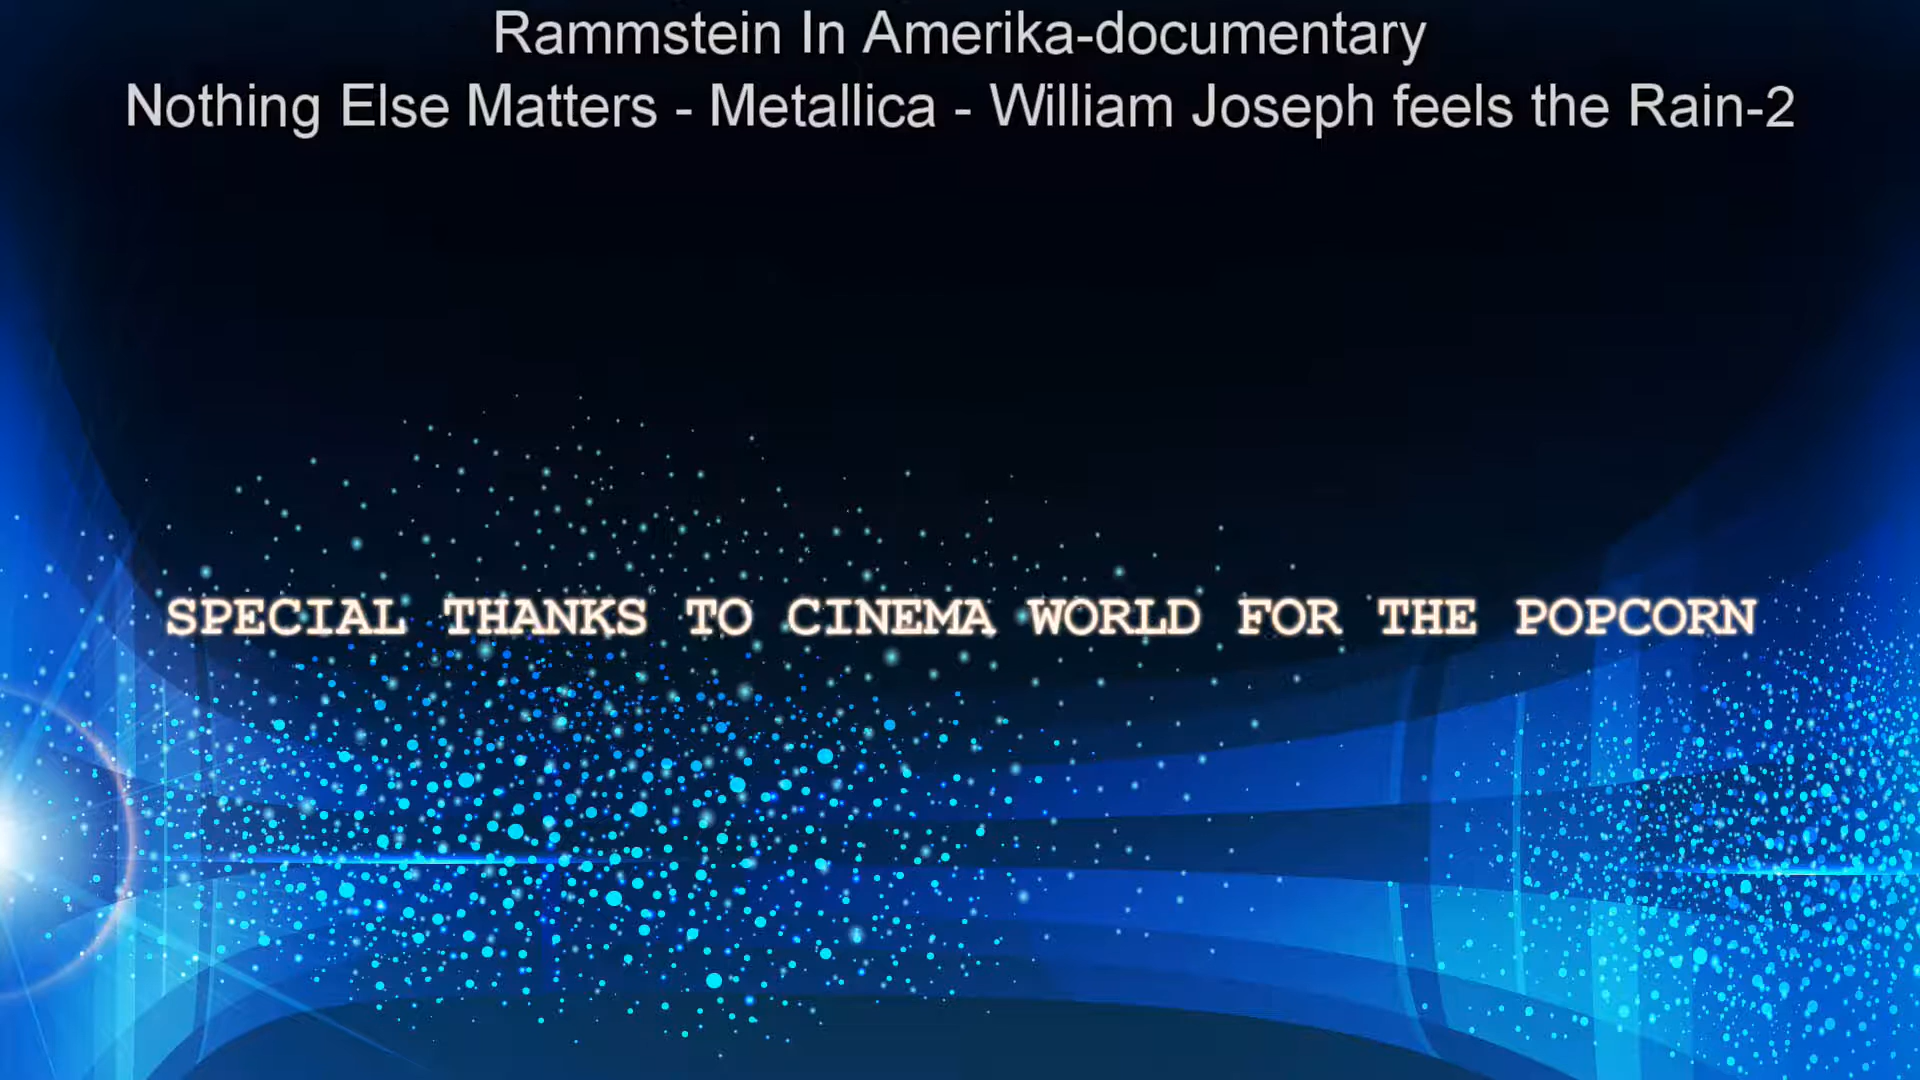 Rammstein In Amerika-documentary
Nothing Else Matters - Metallica - William Joseph feels the Rain-2
SPECIAL THANKS TO CINEMA WORLD FOR THE POPCORN